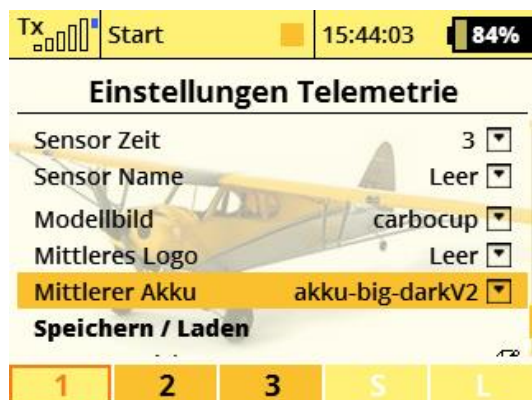 Tx Start 15:44:03 84%
Einstellungen Telemetrie
Sensor Zeit 3
Sensor Name Leer
Modellbild carbocup
Mittleres Logo Leer
Mittlerer Akku akku-big-darkV2
Speichern / Laden
1 2 3 S L